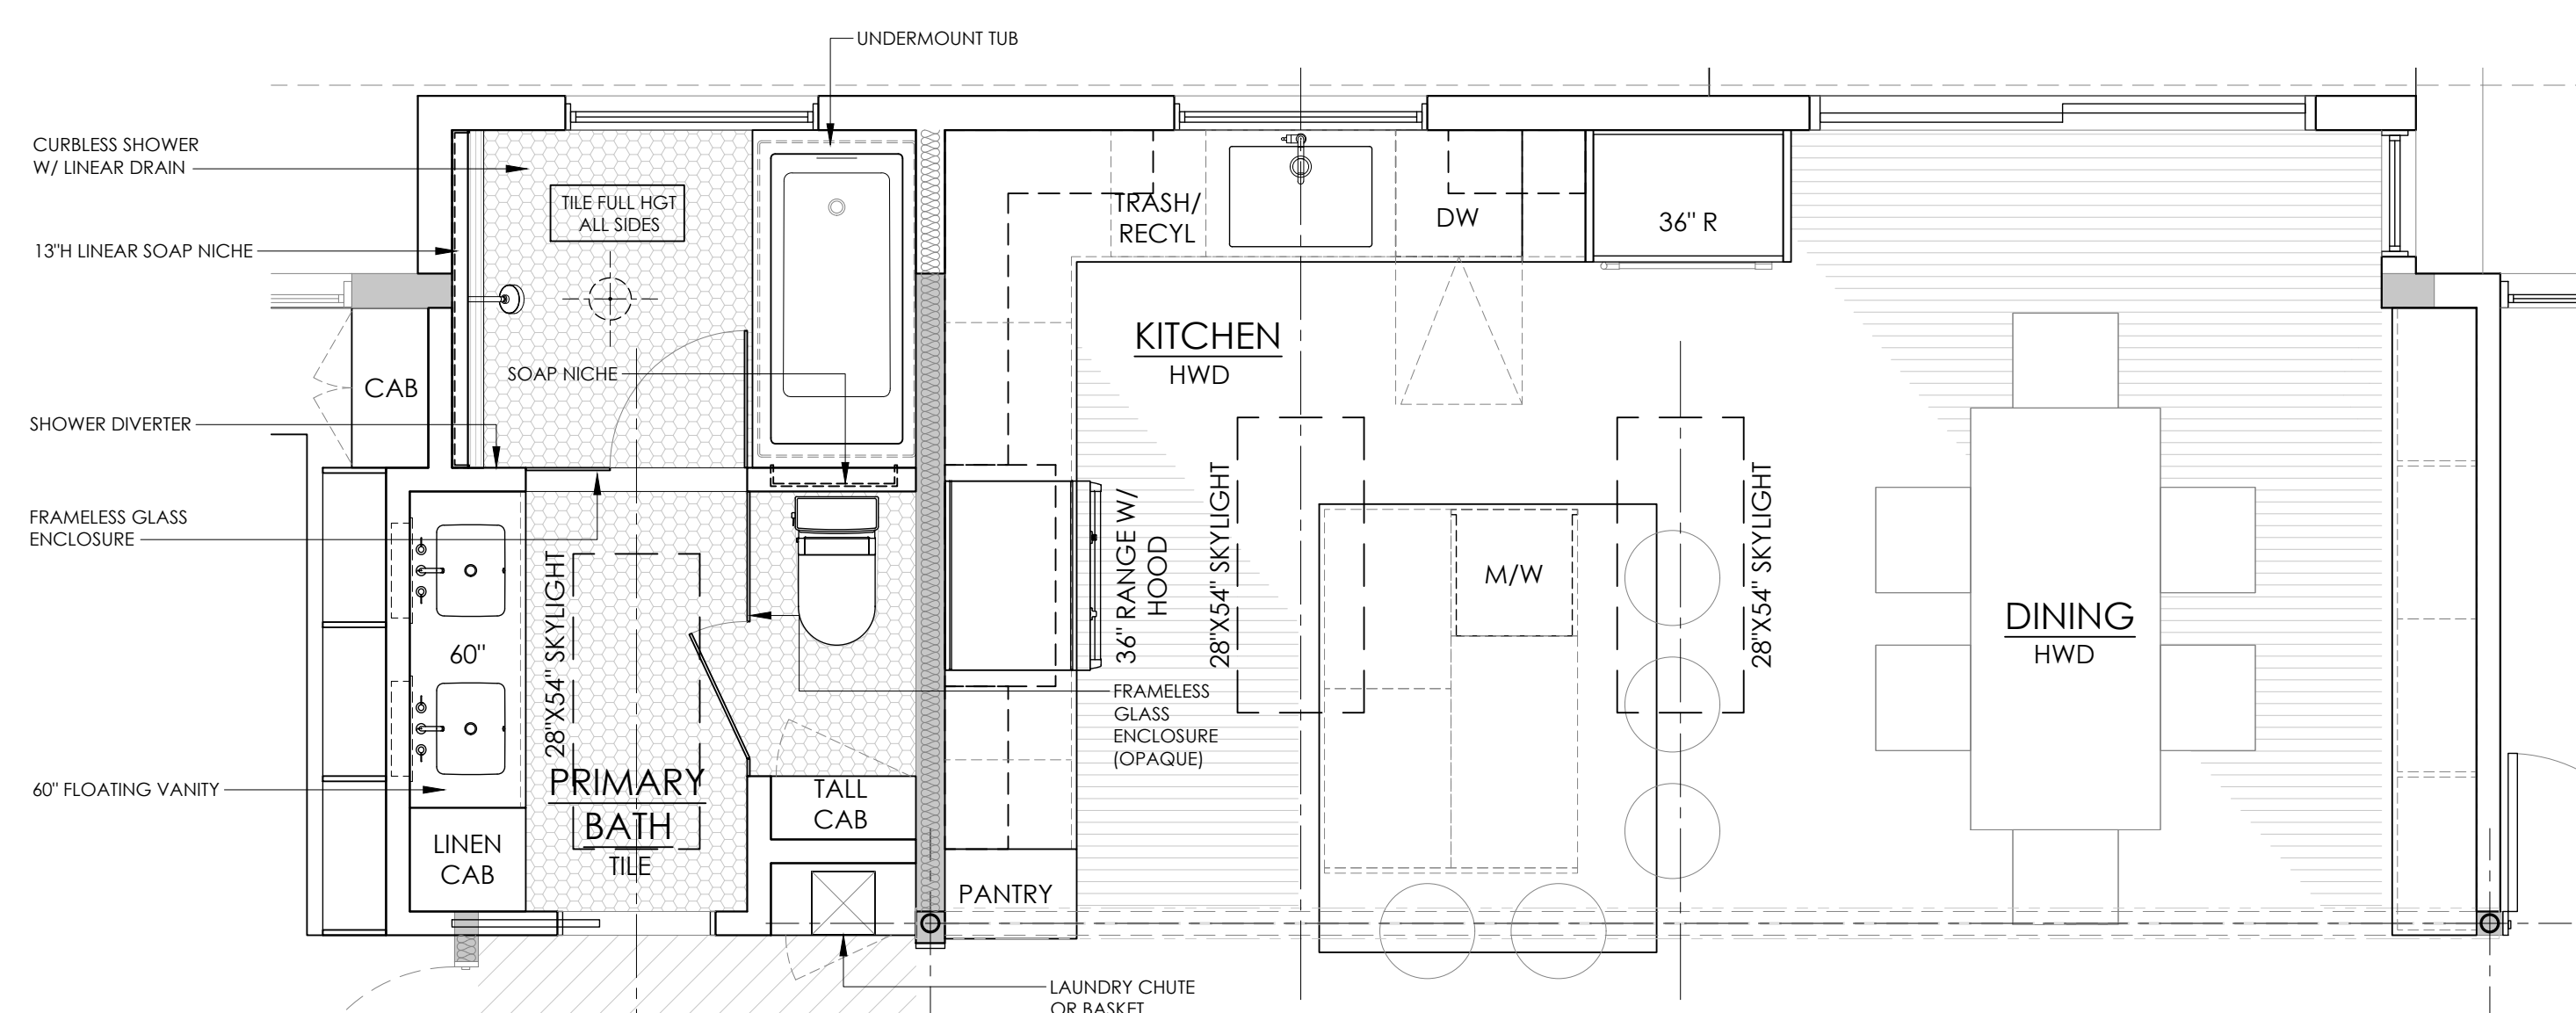 UNDERMOUNT TUB
CURBLESS SHOWER
W/ LINEAR DRAIN
TILE FULL HGT
ALL SIDES
13"H LINEAR SOAP NICHE
TRASH/
RECYL
DW
36" R
KITCHEN
HWD
CAB
SOAP NICHE
SHOWER DIVERTER
FRAMELESS GLASS
ENCLOSURE
28"X54" SKYLIGHT
60"
36" RANGE W/
HOOD
28"X54" SKYLIGHT
M/W
28"X54" SKYLIGHT
DINING
HWD
FRAMELESS
GLASS
ENCLOSURE
(OPAQUE)
60" FLOATING VANITY
PRIMARY
BATH
TILE
TALL
CAB
LINEN
CAB
PANTRY
LAUNDRY CHUTE
OR BASKET